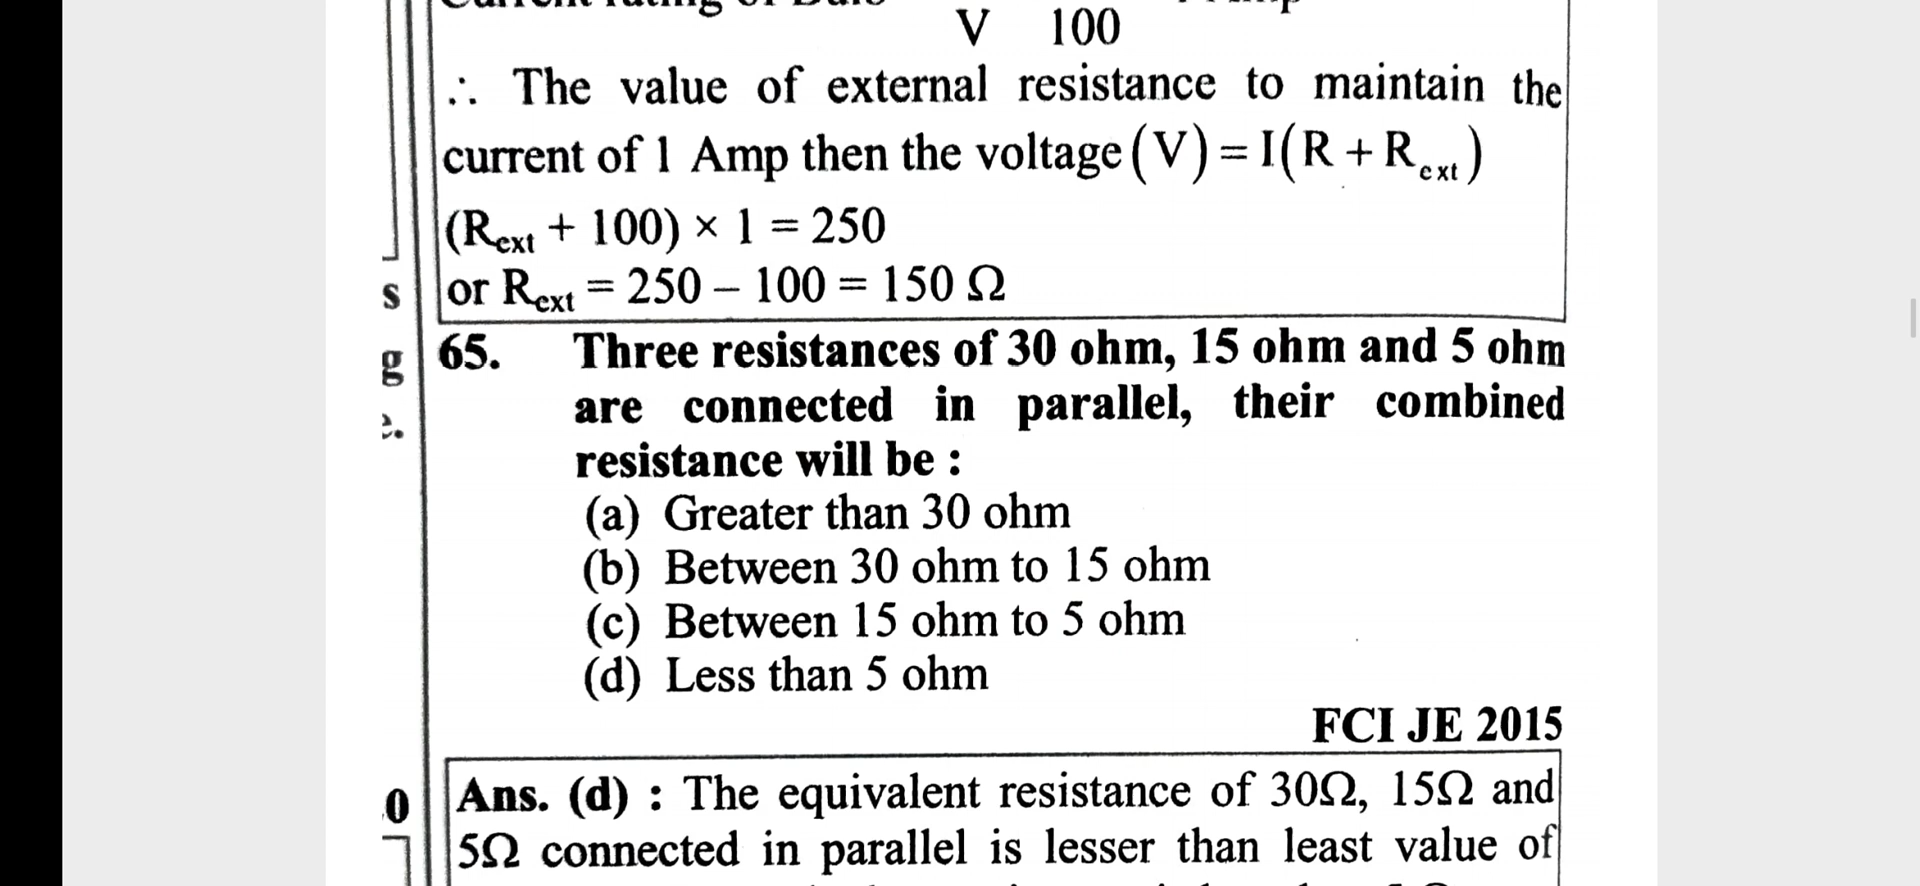 V 100
∴ The value of external resistance to maintain the
current of 1 Amp then the voltage (V) = I(R + Rext)
(Rext + 100) × 1 = 250
or Rext = 250 – 100 = 150 Ω
s
g
65. Three resistances of 30 ohm, 15 ohm and 5 ohm
are connected in parallel, their combined
resistance will be :
(a) Greater than 30 ohm
(b) Between 30 ohm to 15 ohm
(c) Between 15 ohm to 5 ohm
(d) Less than 5 ohm
FCI JE 2015
0
Ans. (d) : The equivalent resistance of 30Ω, 15Ω and
5Ω connected in parallel is lesser than least value of